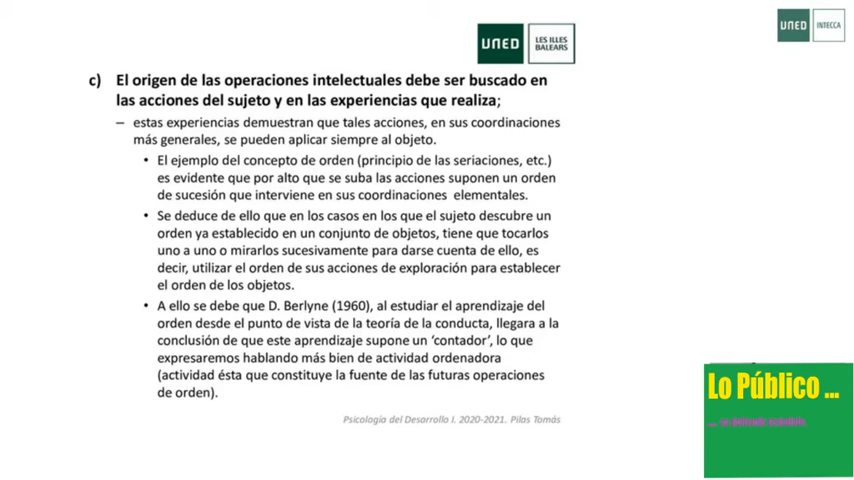 UNED
LES ILLES
BALEARS
UNED
INTECCA
c) El origen de las operaciones intelectuales debe ser buscado en
las acciones del sujeto y en las experiencias que realiza;
– estas experiencias demuestran que tales acciones, en sus coordinaciones
más generales, se pueden aplicar siempre al objeto.
• El ejemplo del concepto de orden (principio de las seriaciones, etc.)
es evidente que por alto que se suba las acciones suponen un orden
de sucesión que interviene en sus coordinaciones elementales.
• Se deduce de ello que en los casos en los que el sujeto descubre un
orden ya establecido en un conjunto de objetos, tiene que tocarlos
uno a uno o mirarlos sucesivamente para darse cuenta de ello, es
decir, utilizar el orden de sus acciones de exploración para establecer
el orden de los objetos.
• A ello se debe que D. Berlyne (1960), al estudiar el aprendizaje del
orden desde el punto de vista de la teoría de la conducta, llegara a la
conclusión de que este aprendizaje supone un ‘contador’, lo que
expresaremos hablando más bien de actividad ordenadora
(actividad ésta que constituye la fuente de las futuras operaciones
de orden).
Psicología del Desarrollo I. 2020-2021. Pilas Tomás
Lo Público ...